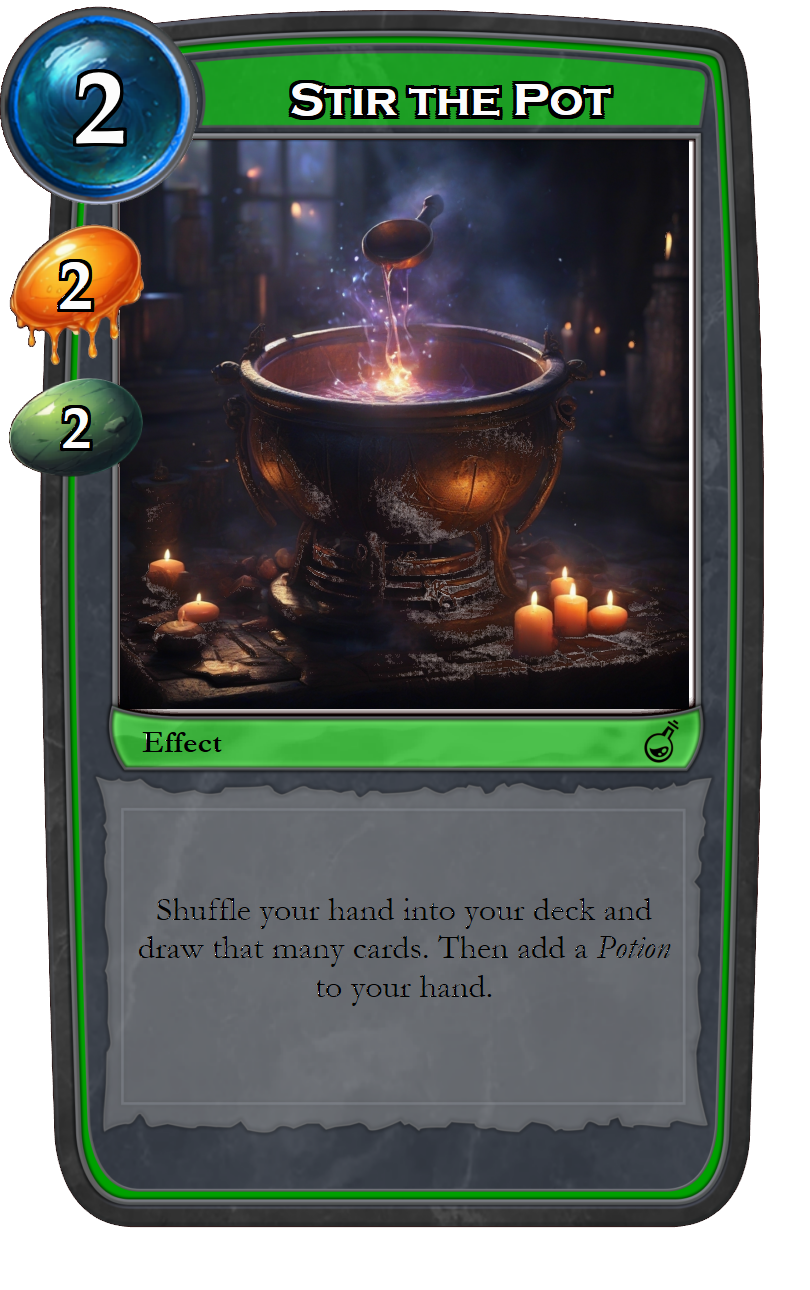 2
Stir the Pot
2
2
Effect
Shuffle your hand into your deck and
draw that many cards. Then add a Potion
to your hand.